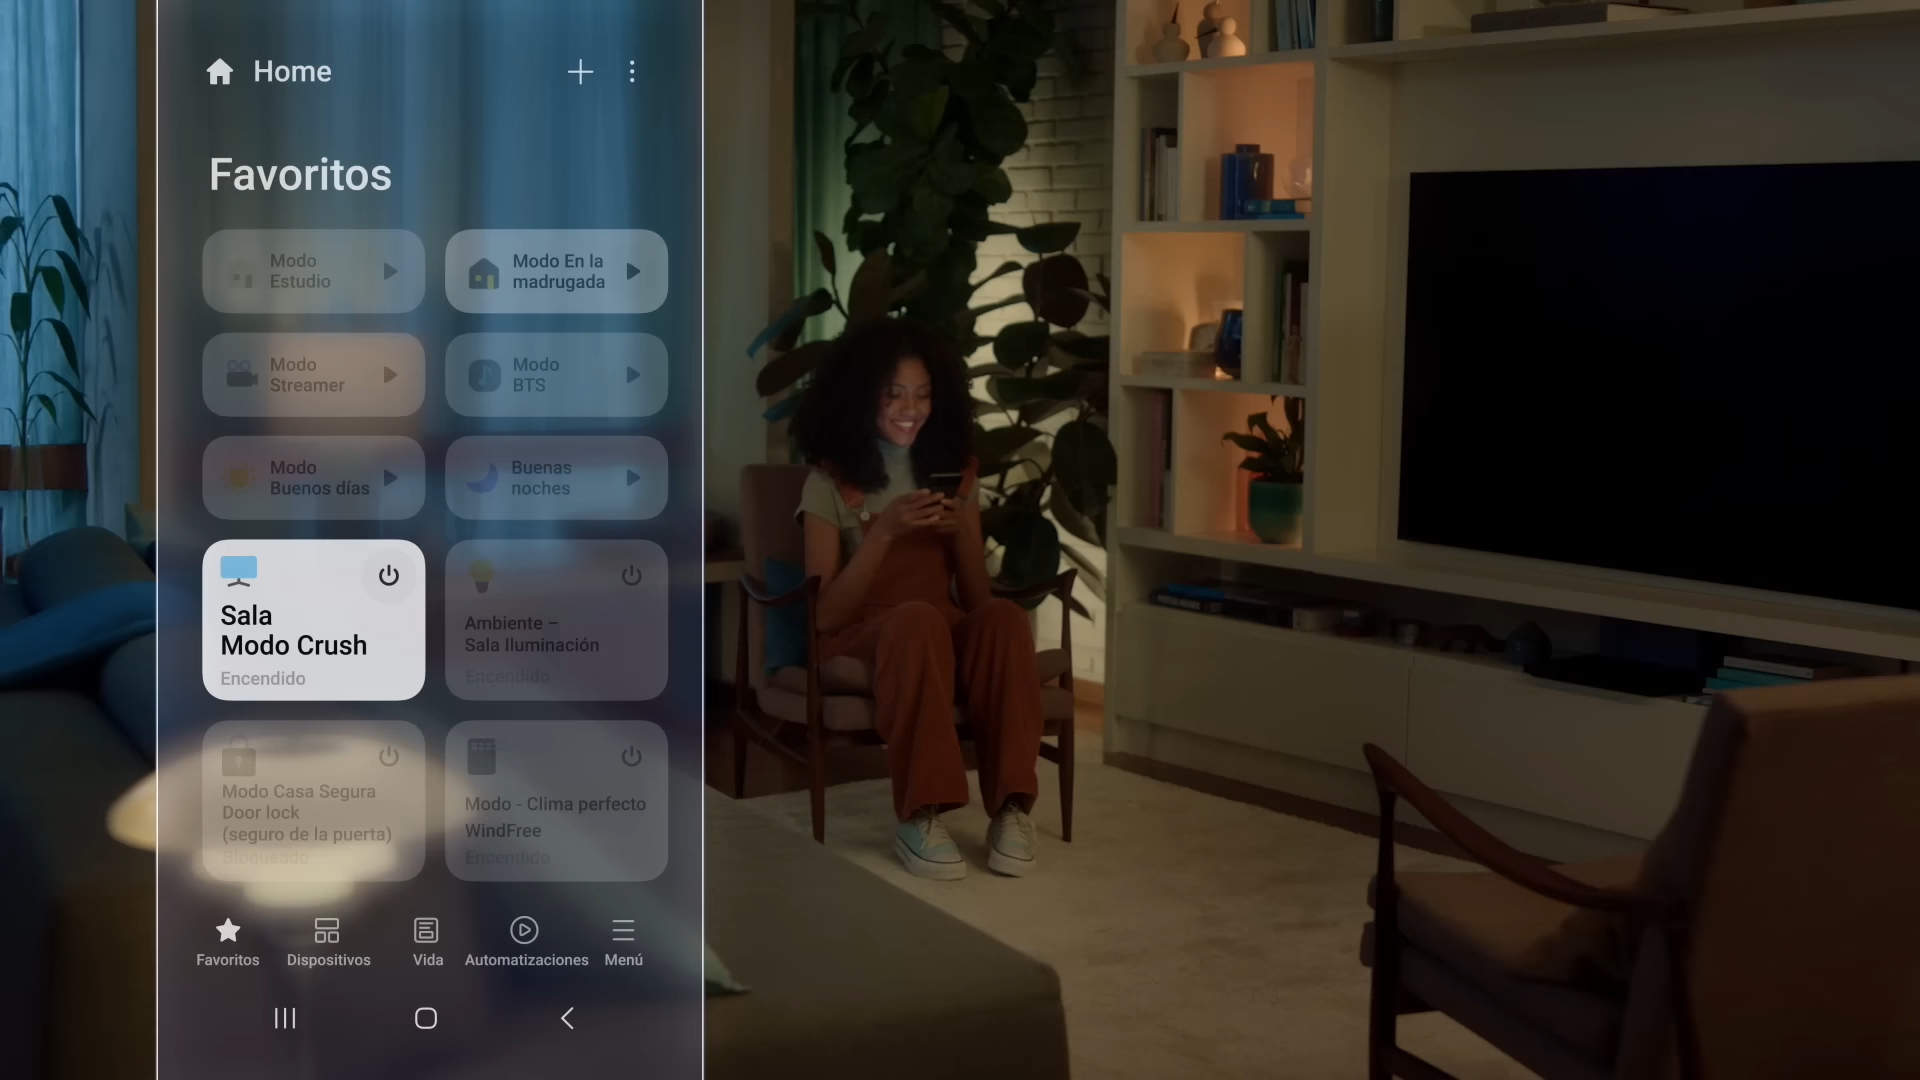 Home
Favoritos
Modo
Estudio
Modo En la
madrugada
Modo
Streamer
Modo
BTS
Modo
Buenos días
Buenas
noches
Sala
Modo Crush
Encendido
Ambiente –
Sala Iluminación
Encendido
Modo Casa Segura
Door lock
(seguro de la puerta)
Bloqueado
Modo - Clima perfecto
WindFree
Encendido
Favoritos
Dispositivos
Vida
Automatizaciones
Menú